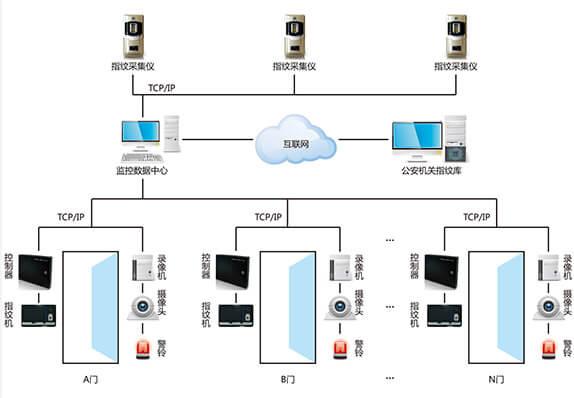 指纹采集仪 指纹采集仪 指纹采集仪
TCP/IP
互联网
监控数据中心 公安机关指纹库
TCP/IP TCP/IP TCP/IP
控制器 录像机 控制器 录像机 ... 控制器 录像机
指纹机 摄像头 指纹机 摄像头 ... 指纹机 摄像头
警铃 警铃 警铃
A门 B门 ... N门